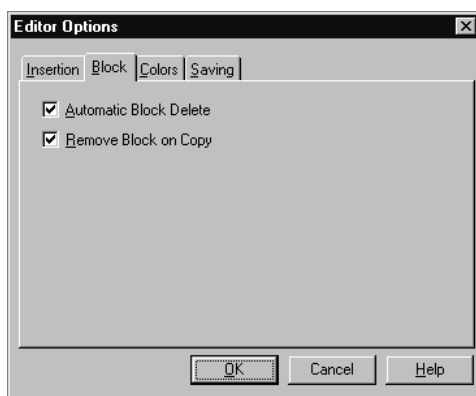 Editor Options
Insertion Block Colors Saving
Automatic Block Delete
Remove Block on Copy
OK Cancel Help